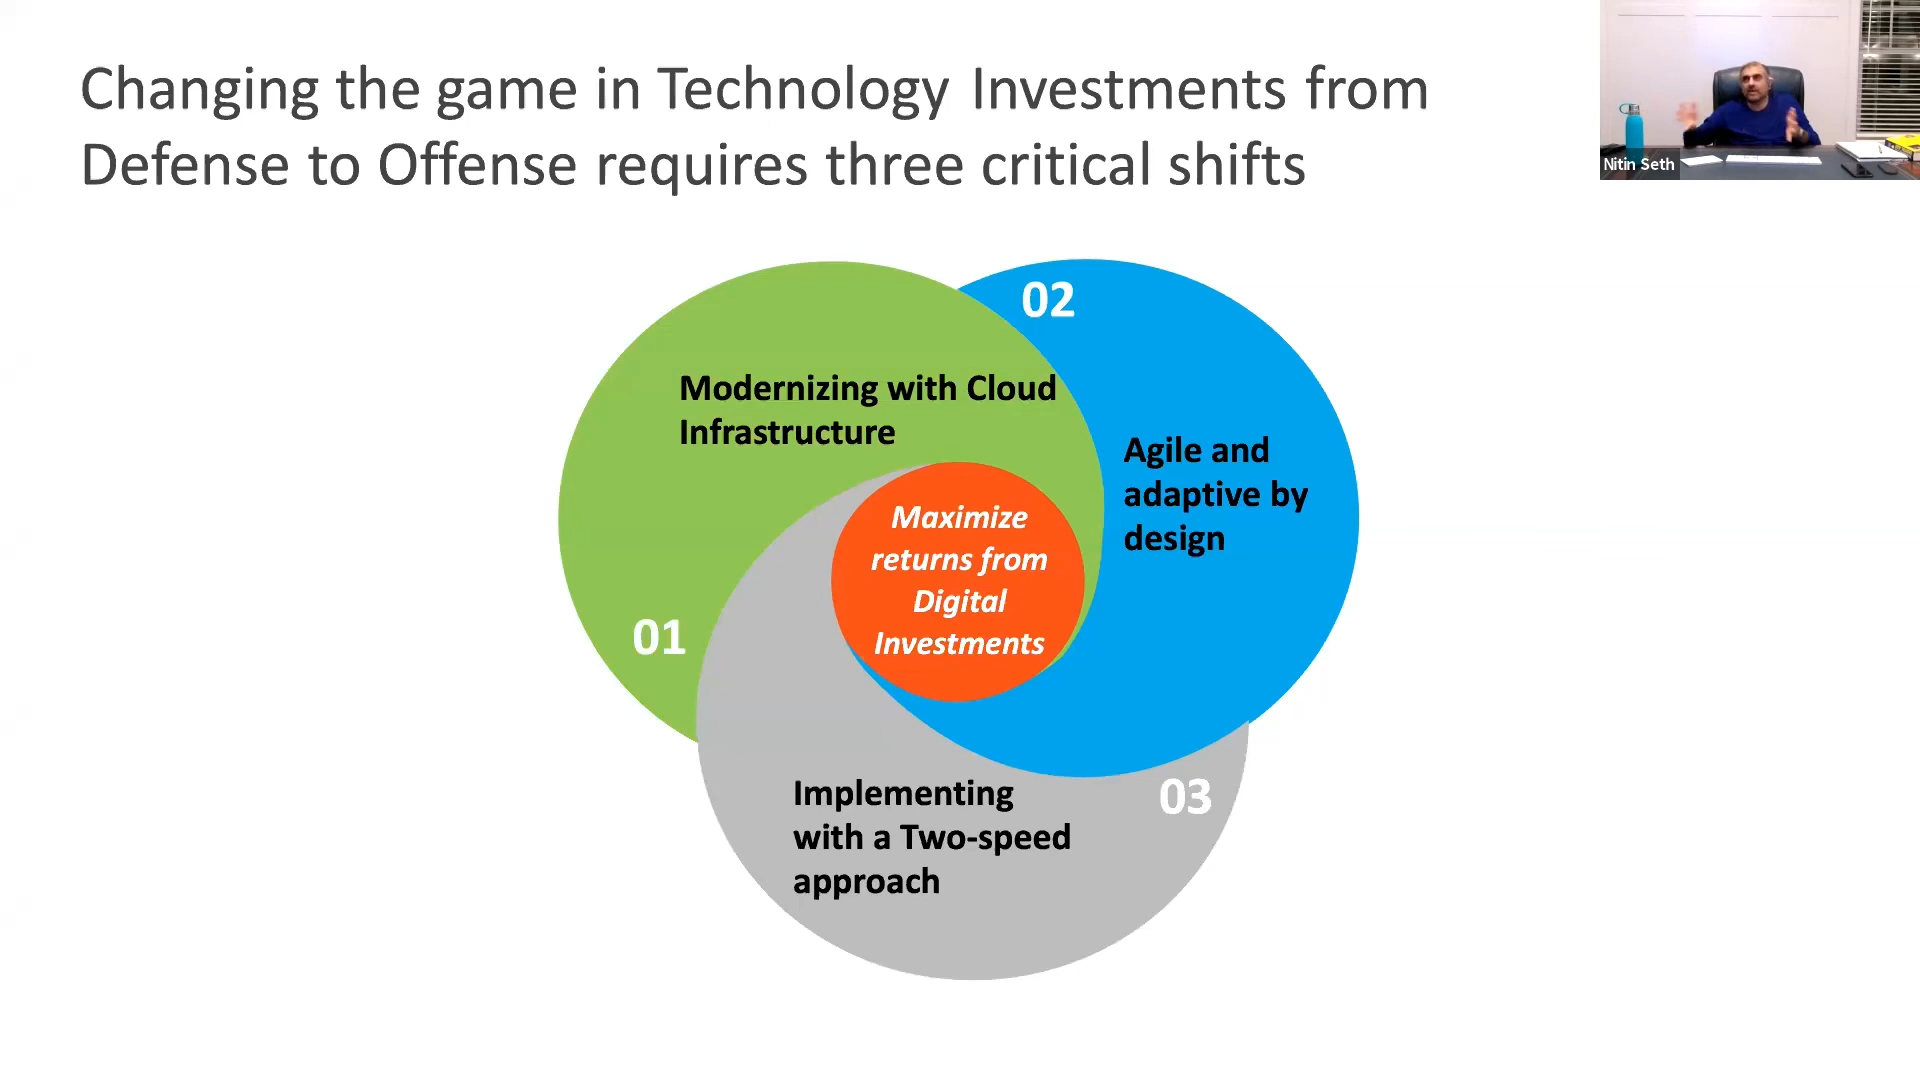 Changing the game in Technology Investments from
Defense to Offense requires three critical shifts
Nitin Seth
02
Modernizing with Cloud
Infrastructure
Agile and
adaptive by
design
Maximize
returns from
Digital
Investments
01
Implementing
with a Two-speed
approach
03